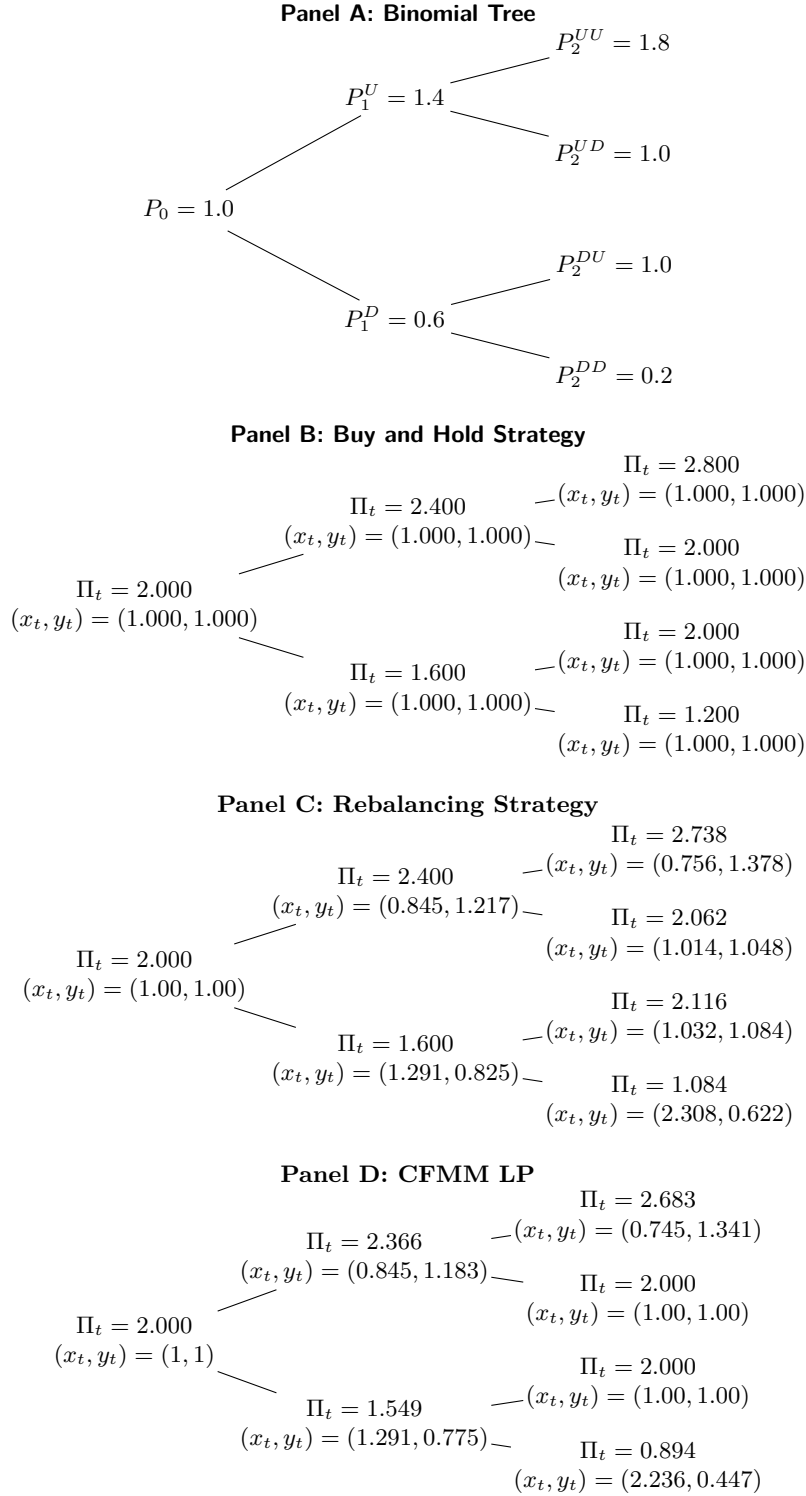 Panel A: Binomial Tree
P_2^{UU} = 1.8
P_1^U = 1.4
P_2^{UD} = 1.0
P_0 = 1.0
P_2^{DU} = 1.0
P_1^D = 0.6
P_2^{DD} = 0.2
Panel B: Buy and Hold Strategy
Π_t = 2.800
(x_t, y_t) = (1.000, 1.000)
Π_t = 2.400
(x_t, y_t) = (1.000, 1.000)
Π_t = 2.000
(x_t, y_t) = (1.000, 1.000)
Π_t = 2.000
(x_t, y_t) = (1.000, 1.000)
Π_t = 2.000
(x_t, y_t) = (1.000, 1.000)
Π_t = 1.600
(x_t, y_t) = (1.000, 1.000)
Π_t = 1.200
(x_t, y_t) = (1.000, 1.000)
Panel C: Rebalancing Strategy
Π_t = 2.738
(x_t, y_t) = (0.756, 1.378)
Π_t = 2.400
(x_t, y_t) = (0.845, 1.217)
Π_t = 2.062
(x_t, y_t) = (1.014, 1.048)
Π_t = 2.000
(x_t, y_t) = (1.00, 1.00)
Π_t = 2.116
(x_t, y_t) = (1.032, 1.084)
Π_t = 1.600
(x_t, y_t) = (1.291, 0.825)
Π_t = 1.084
(x_t, y_t) = (2.308, 0.622)
Panel D: CFMM LP
Π_t = 2.683
(x_t, y_t) = (0.745, 1.341)
Π_t = 2.366
(x_t, y_t) = (0.845, 1.183)
Π_t = 2.000
(x_t, y_t) = (1.00, 1.00)
Π_t = 2.000
(x_t, y_t) = (1, 1)
Π_t = 2.000
(x_t, y_t) = (1.00, 1.00)
Π_t = 1.549
(x_t, y_t) = (1.291, 0.775)
Π_t = 0.894
(x_t, y_t) = (2.236, 0.447)